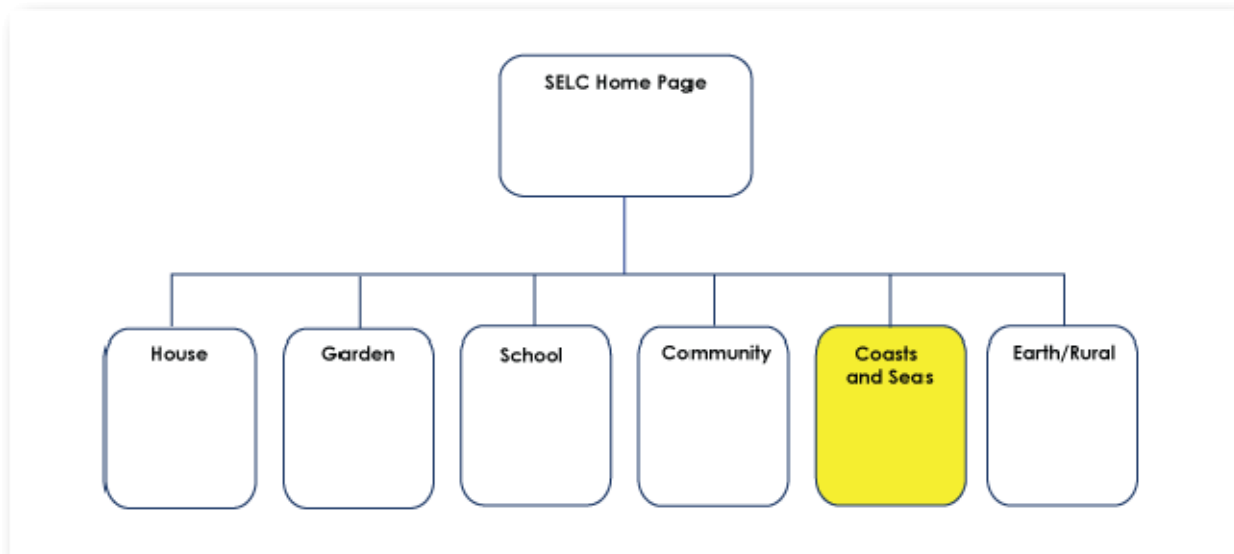 SELC Home Page
House
Garden
School
Community
Coasts
and Seas
Earth/Rural